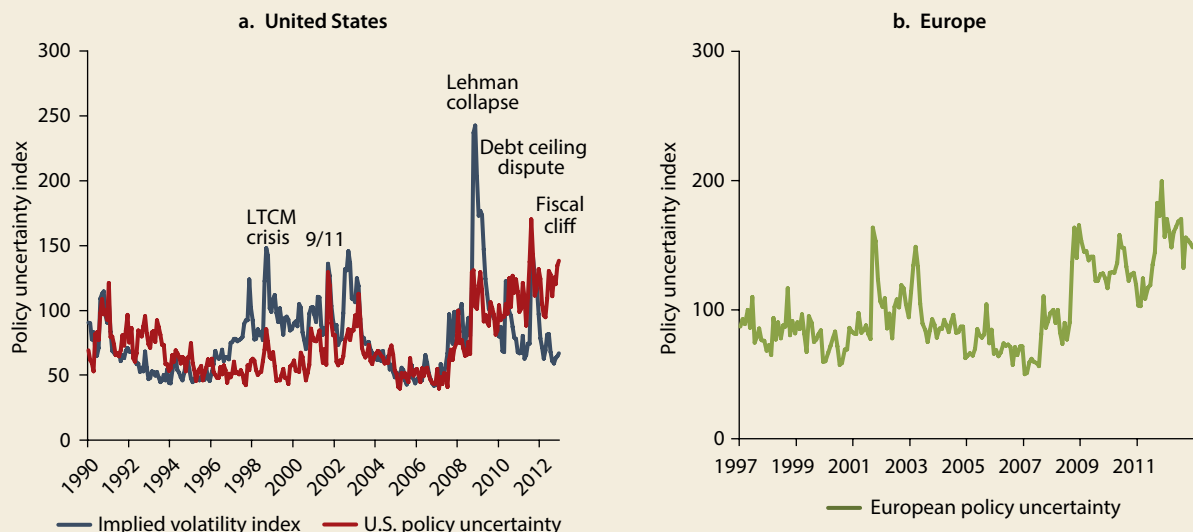 a. United States
Policy uncertainty index
300
250
200
150
100
50
0
Lehman
collapse
Debt ceiling
dispute
Fiscal
cliff
LTCM
crisis
9/11
1990
1992
1994
1996
1998
2000
2002
2004
2006
2008
2010
2012
Implied volatility index
U.S. policy uncertainty
b. Europe
Policy uncertainty index
300
200
100
0
1997
1999
2001
2003
2005
2007
2009
2011
European policy uncertainty